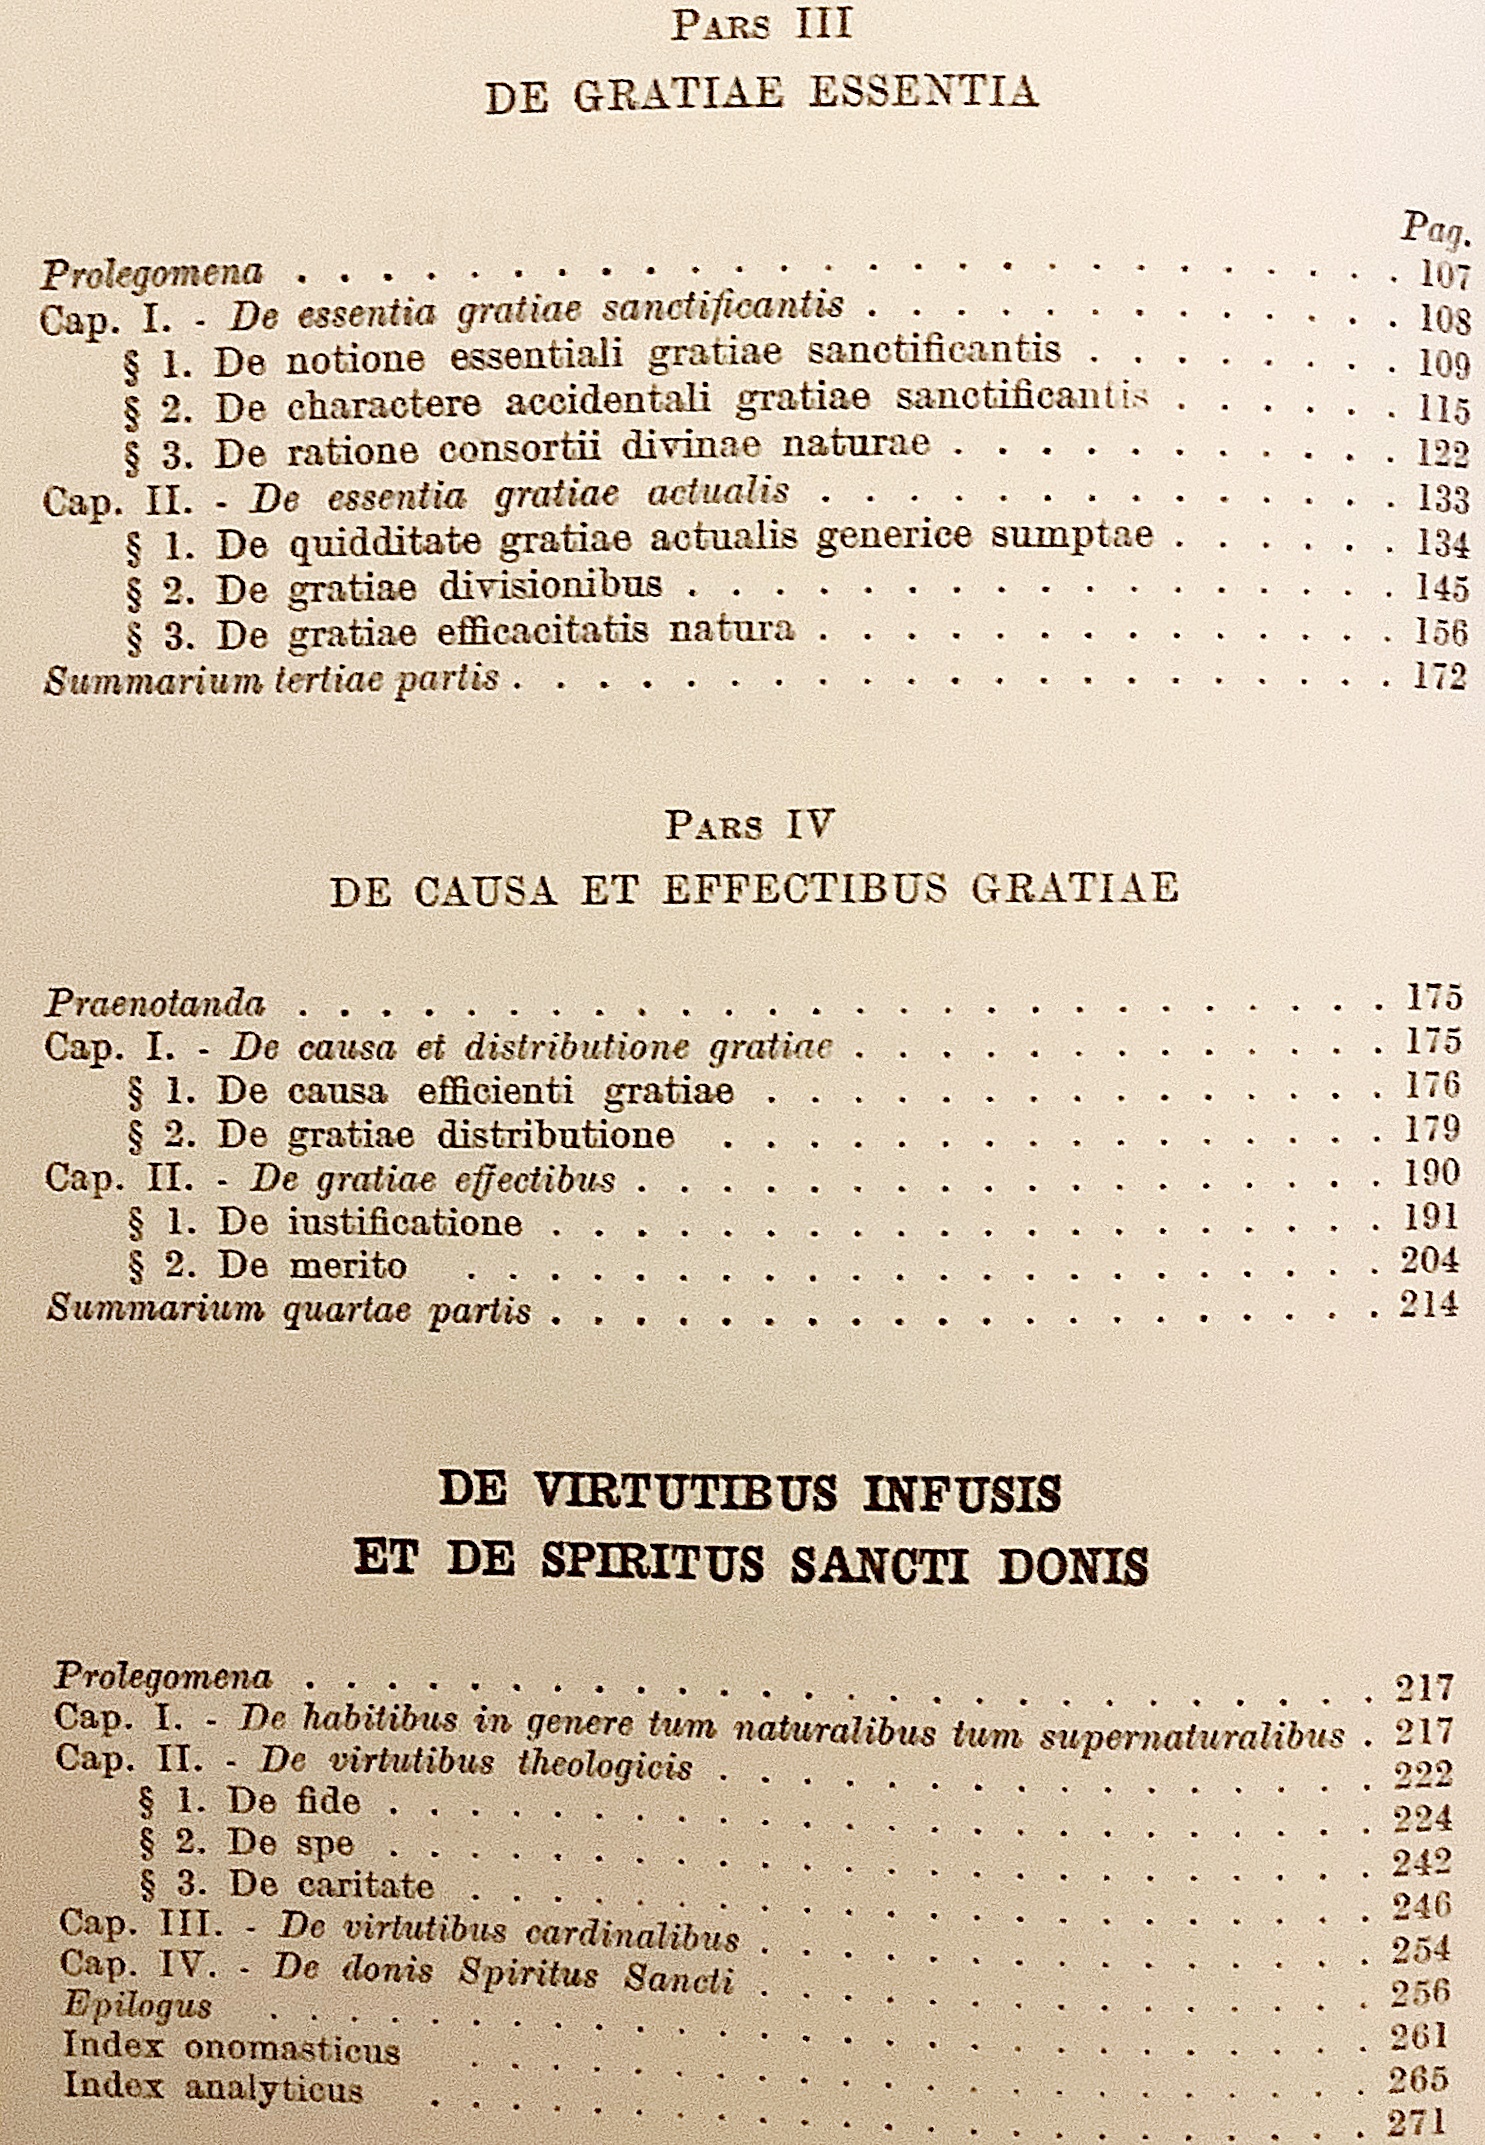 PARS III
DE GRATIAE ESSENTIA
Pag.
Prolegomena . . . . . . . . . . . . . . . . . . . . . . . . . . 107
Cap. I. - De essentia gratiae sanctificantis . . . . . . . . . . . . . 108
§ 1. De notione essentiali gratiae sanctificantis . . . . . . . . 109
§ 2. De charactere accidentali gratiae sanctificantis . . . . . . 115
§ 3. De ratione consortii divinae naturae . . . . . . . . . . . 122
Cap. II. - De essentia gratiae actualis . . . . . . . . . . . . . . 133
§ 1. De quidditate gratiae actualis generice sumptae . . . . . . 134
§ 2. De gratiae divisionibus . . . . . . . . . . . . . . . . . 145
§ 3. De gratiae efficacitatis natura . . . . . . . . . . . . . . 156
Summarium tertiae partis . . . . . . . . . . . . . . . . . . . . . 172
PARS IV
DE CAUSA ET EFFECTIBUS GRATIAE
Praenotanda . . . . . . . . . . . . . . . . . . . . . . . . . . 175
Cap. I. - De causa et distributione gratiae . . . . . . . . . . . . . 175
§ 1. De causa efficienti gratiae . . . . . . . . . . . . . . . 176
§ 2. De gratiae distributione . . . . . . . . . . . . . . . . 179
Cap. II. - De gratiae effectibus . . . . . . . . . . . . . . . . . . 190
§ 1. De iustificatione . . . . . . . . . . . . . . . . . . . . 191
§ 2. De merito . . . . . . . . . . . . . . . . . . . . . . 204
Summarium quartae partis . . . . . . . . . . . . . . . . . . . . 214
DE VIRTUTIBUS INFUSIS
ET DE SPIRITUS SANCTI DONIS
Prolegomena . . . . . . . . . . . . . . . . . . . . . . . . . . 217
Cap. I. - De habitibus in genere tum naturalibus tum supernaturalibus . 217
Cap. II. - De virtutibus theologicis . . . . . . . . . . . . . . . . 222
§ 1. De fide . . . . . . . . . . . . . . . . . . . . . . . . 224
§ 2. De spe . . . . . . . . . . . . . . . . . . . . . . . . 242
§ 3. De caritate . . . . . . . . . . . . . . . . . . . . . . 246
Cap. III. - De virtutibus cardinalibus . . . . . . . . . . . . . . . 254
Cap. IV. - De donis Spiritus Sancti . . . . . . . . . . . . . . . 256
Epilogus . . . . . . . . . . . . . . . . . . . . . . . . . . . 261
Index onomasticus . . . . . . . . . . . . . . . . . . . . . . 265
Index analyticus . . . . . . . . . . . . . . . . . . . . . . . 271